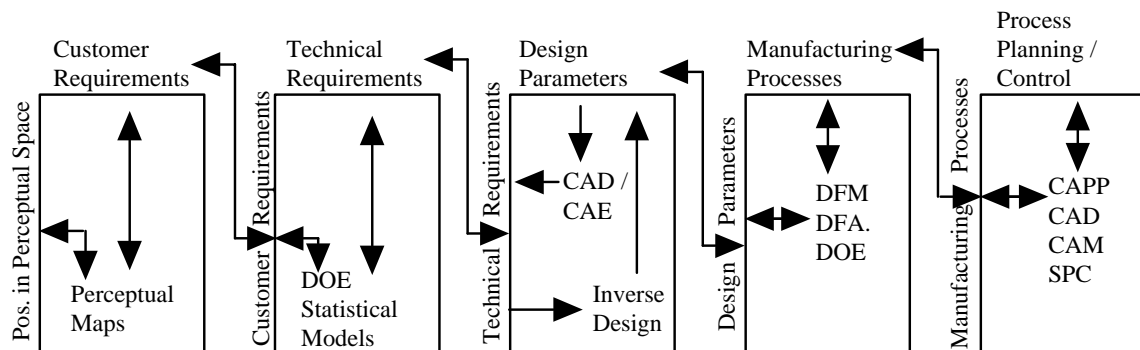 Customer
Requirements
Pos. in Perceptual Space
Perceptual
Maps
Technical
Requirements
Customer Requirements
DOE
Statistical
Models
Design
Parameters
Technical Requirements
CAD /
CAE
Inverse
Design
Manufacturing
Processes
Design Parameters
DFM
DFA.
DOE
Process
Planning /
Control
Manufacturing Processes
CAPP
CAD
CAM
SPC